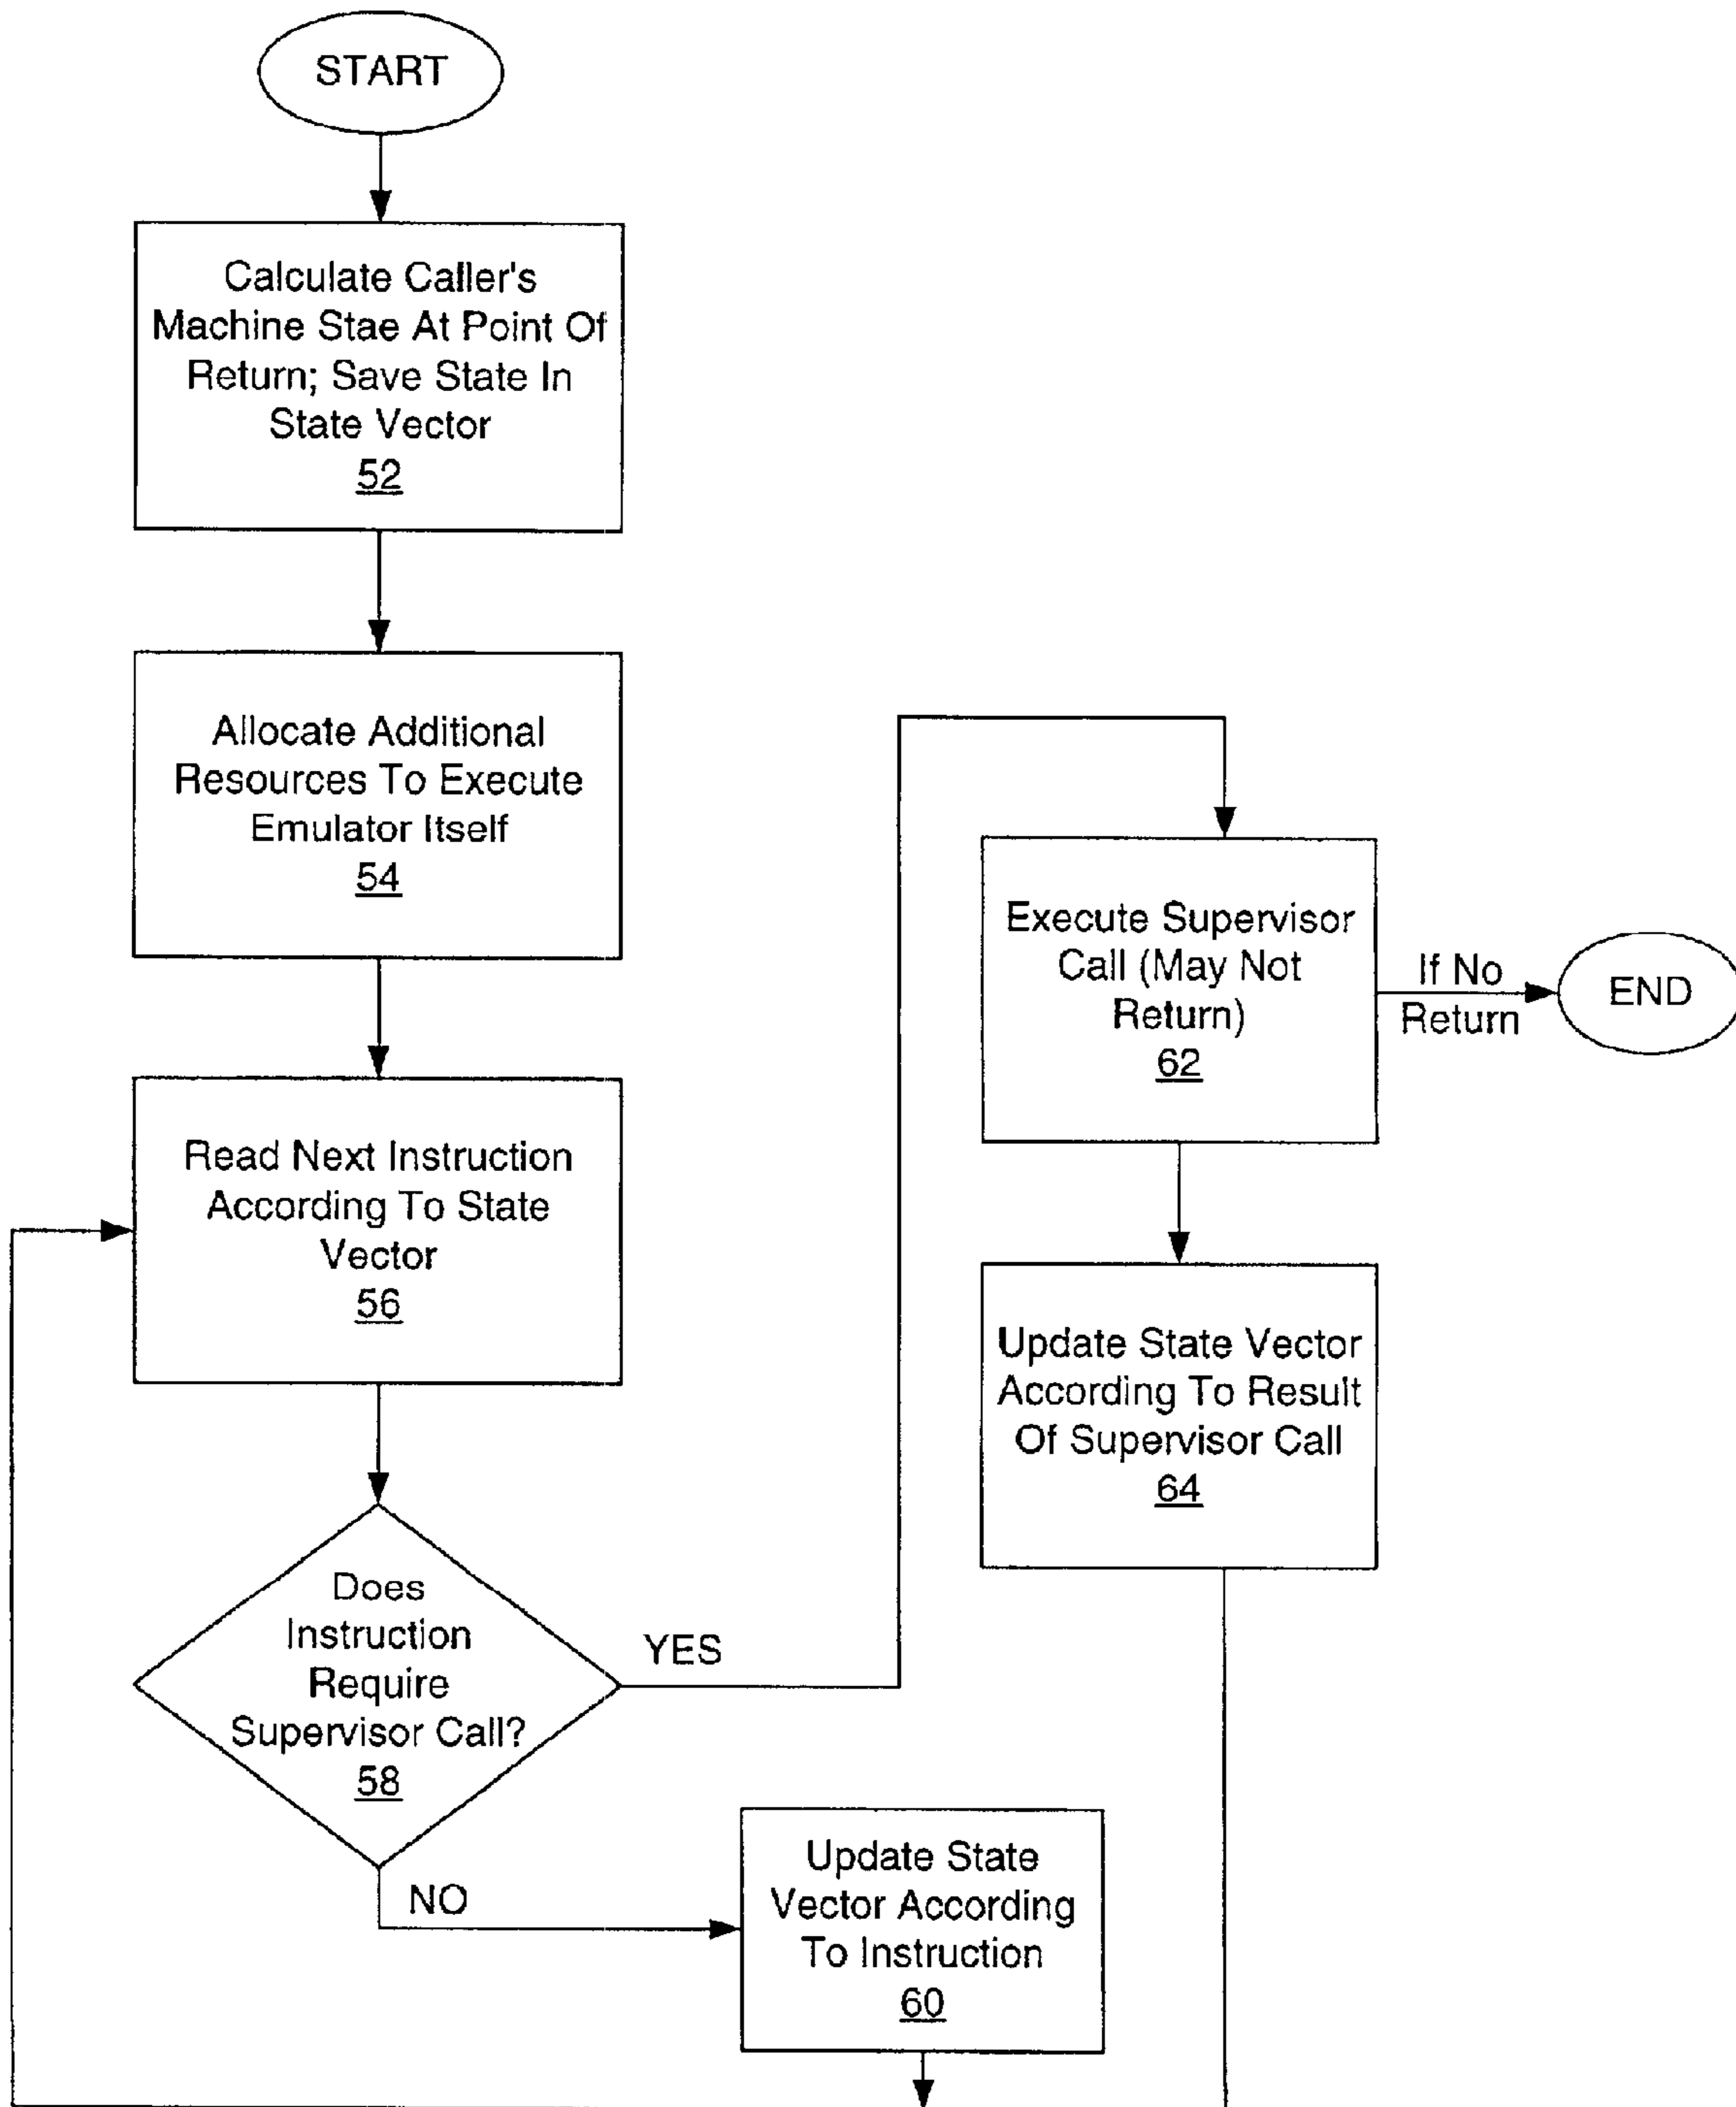 START
Calculate Caller's
Machine Stae At Point Of
Return; Save State In
State Vector
52
Allocate Additional
Resources To Execute
Emulator Itself
54
Read Next Instruction
According To State
Vector
56
Does
Instruction
Require
Supervisor Call?
58
YES
NO
Update State
Vector According
To Instruction
60
Execute Supervisor
Call (May Not
Return)
62
If No
Return
END
Update State Vector
According To Result
Of Supervisor Call
64